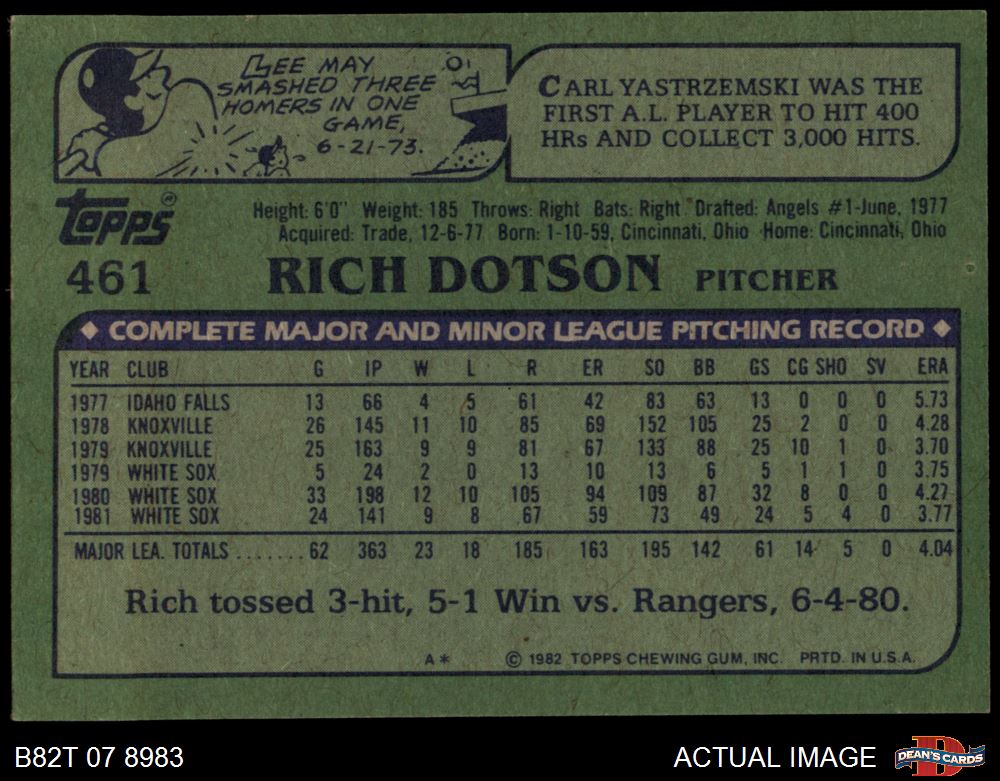 LEE MAY
SMASHED THREE
HOMERS IN ONE
GAME,
6-21-73.
CARL YASTRZEMSKI WAS THE
FIRST A.L. PLAYER TO HIT 400
HRs AND COLLECT 3,000 HITS.
Topps®
Height: 6'0" Weight: 185 Throws: Right Bats: Right Drafted: Angels #1-June, 1977
Acquired: Trade, 12-6-77 Born: 1-10-59, Cincinnati, Ohio Home: Cincinnati, Ohio
461 RICH DOTSON PITCHER
◆ COMPLETE MAJOR AND MINOR LEAGUE PITCHING RECORD ◆
YEAR CLUB G IP W L R ER SO BB GS CG SHO SV ERA
1977 IDAHO FALLS 13 66 4 5 61 42 83 63 13 0 0 0 5.73
1978 KNOXVILLE 26 145 11 10 85 69 152 105 25 2 0 0 4.28
1979 KNOXVILLE 25 163 9 9 81 67 133 88 25 10 1 0 3.70
1979 WHITE SOX 5 24 2 0 13 10 13 6 5 1 1 0 3.75
1980 WHITE SOX 33 198 12 10 105 94 109 87 32 8 0 0 4.27
1981 WHITE SOX 24 141 9 8 67 59 73 49 24 5 4 0 3.77
MAJOR LEA. TOTALS ....... 62 363 23 18 185 163 195 142 61 14 5 0 4.04
Rich tossed 3-hit, 5-1 Win vs. Rangers, 6-4-80.
A* © 1982 TOPPS CHEWING GUM, INC. PRTD. IN U.S.A.
B82T 07 8983 ACTUAL IMAGE D DEAN'S CARDS